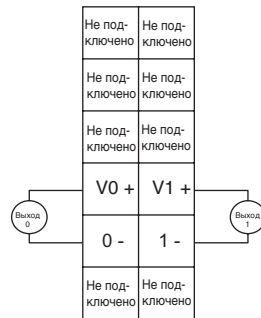 Не под-
ключено
Не под-
ключено
Не под-
ключено
Не под-
ключено
Не под-
ключено
Не под-
ключено
V0 +
V1 +
Выход
0
Выход
1
0 -
1 -
Не под-
ключено
Не под-
ключено